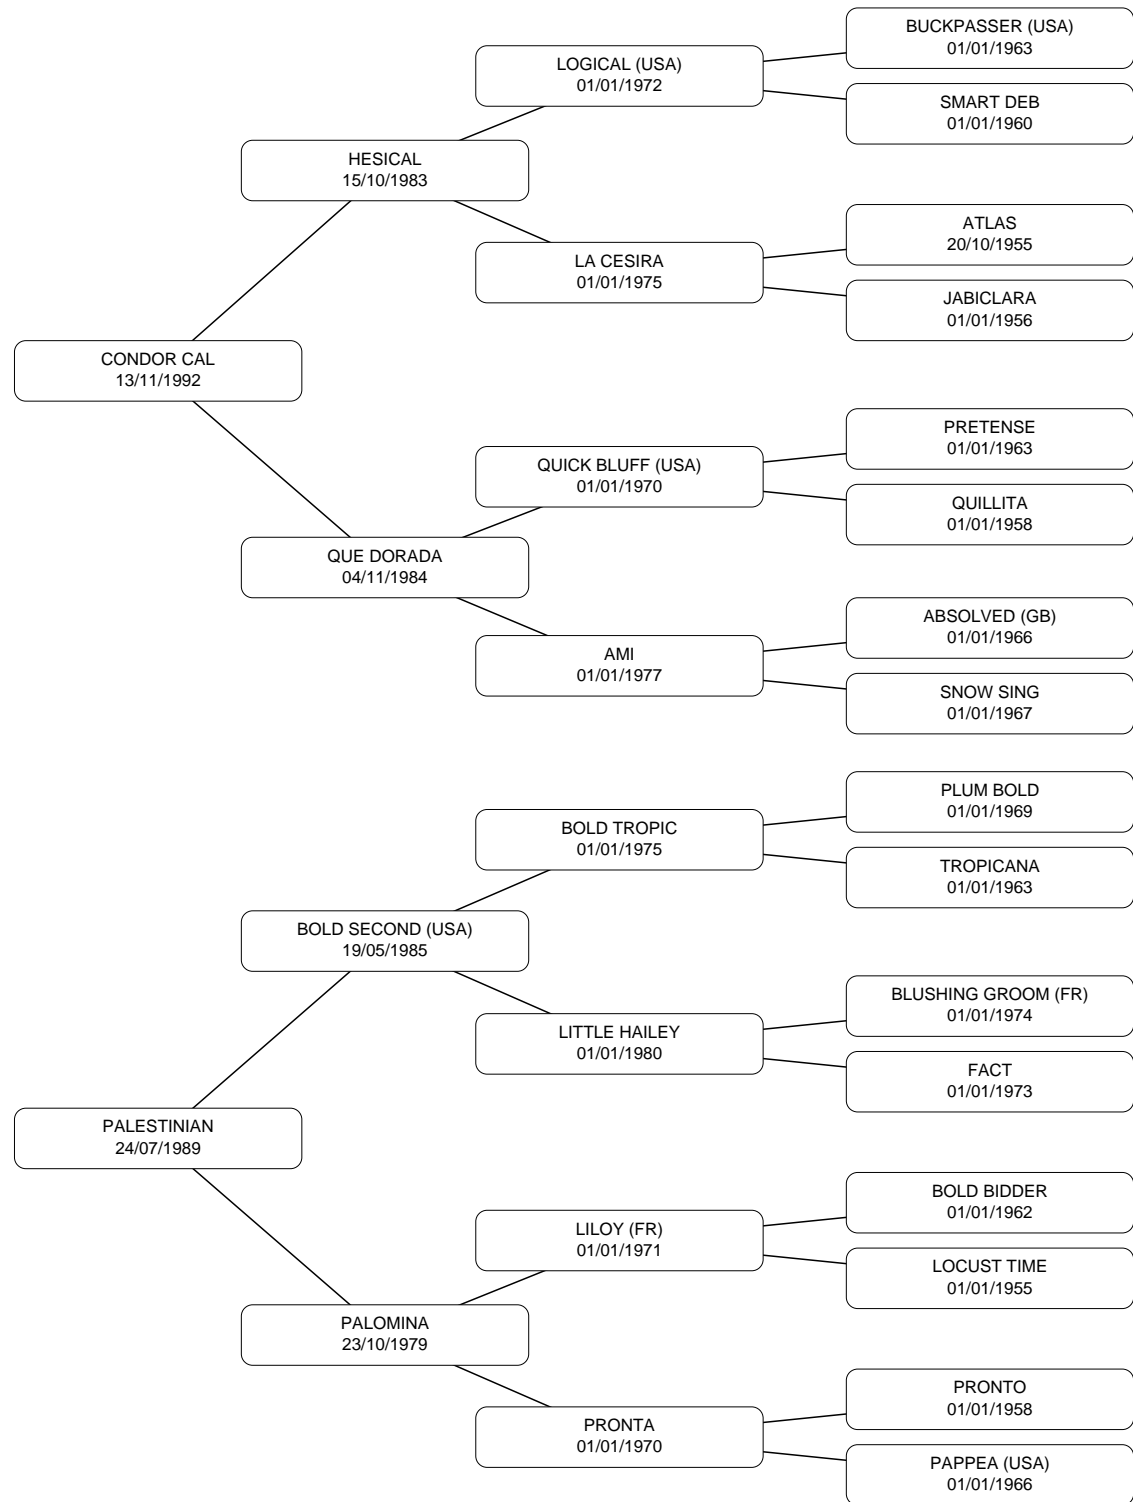 BUCKPASSER (USA)
01/01/1963
LOGICAL (USA)
01/01/1972
SMART DEB
01/01/1960
HESICAL
15/10/1983
ATLAS
20/10/1955
LA CESIRA
01/01/1975
JABICLARA
01/01/1956
CONDOR CAL
13/11/1992
PRETENSE
01/01/1963
QUICK BLUFF (USA)
01/01/1970
QUILLITA
01/01/1958
QUE DORADA
04/11/1984
ABSOLVED (GB)
01/01/1966
AMI
01/01/1977
SNOW SING
01/01/1967
PLUM BOLD
01/01/1969
BOLD TROPIC
01/01/1975
TROPICANA
01/01/1963
BOLD SECOND (USA)
19/05/1985
BLUSHING GROOM (FR)
01/01/1974
LITTLE HAILEY
01/01/1980
FACT
01/01/1973
PALESTINIAN
24/07/1989
BOLD BIDDER
01/01/1962
LILOY (FR)
01/01/1971
LOCUST TIME
01/01/1955
PALOMINA
23/10/1979
PRONTO
01/01/1958
PRONTA
01/01/1970
PAPPEA (USA)
01/01/1966